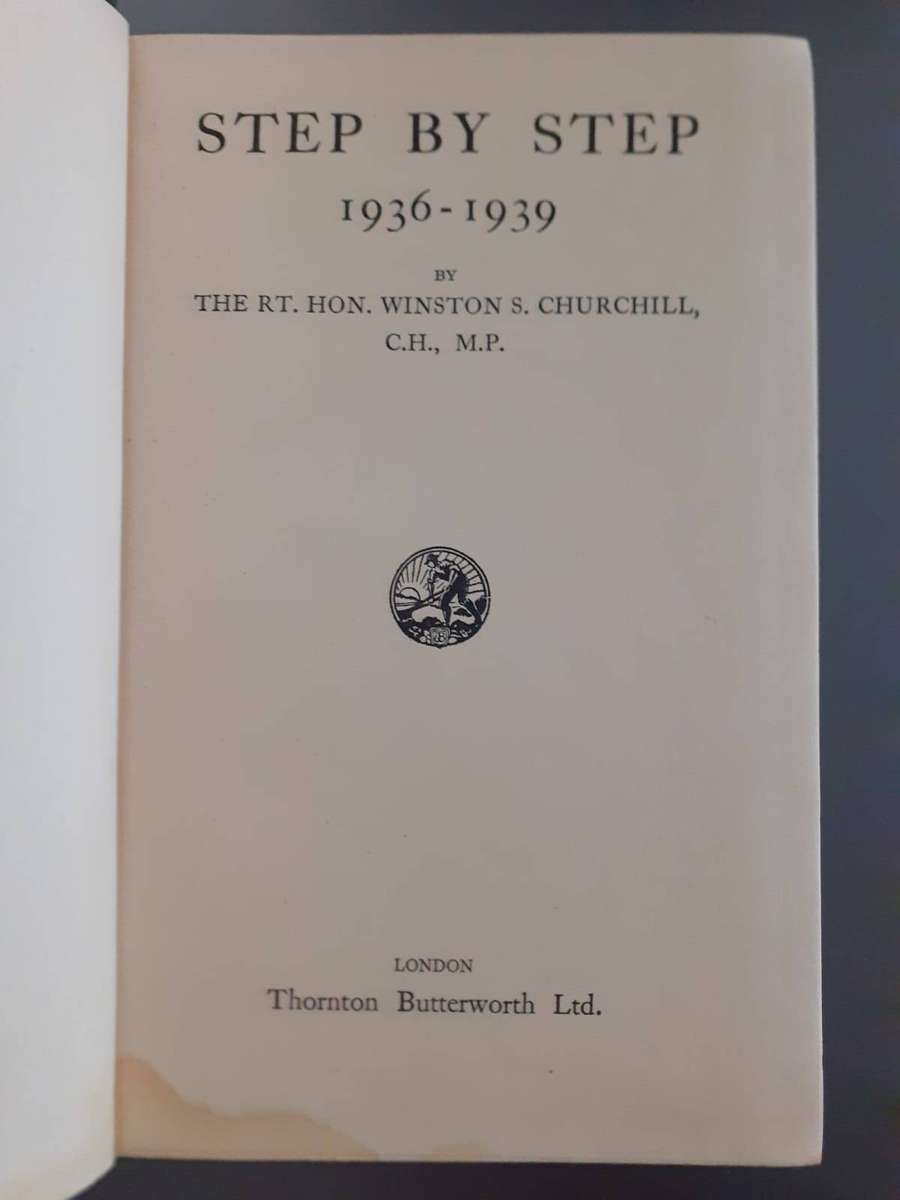 STEP BY STEP
1936-1939
BY
THE RT. HON. WINSTON S. CHURCHILL,
C.H., M.P.
LONDON
Thornton Butterworth Ltd.